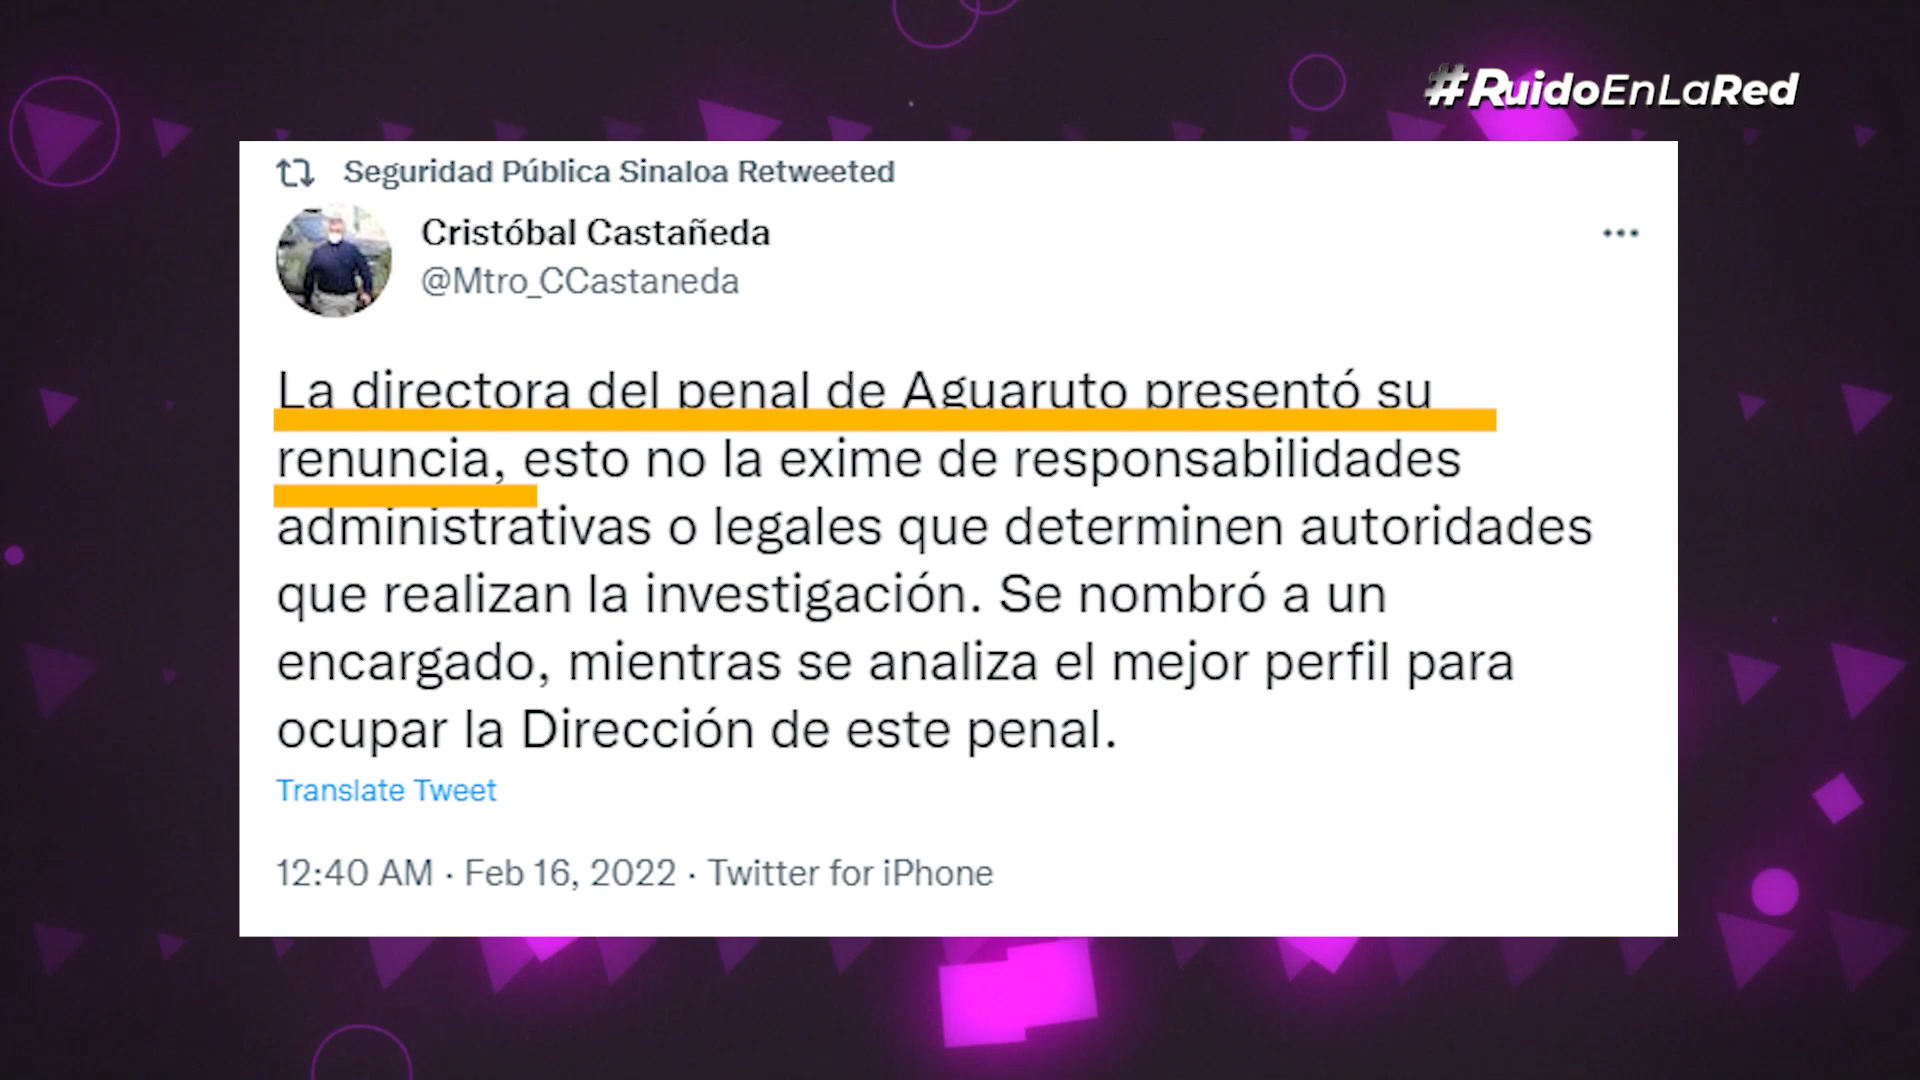 #RuidoEnLaRed
Seguridad Pública Sinaloa Retweeted
Cristóbal Castañeda
@Mtro_CCastaneda
La directora del penal de Aguaruto presentó su
renuncia, esto no la exime de responsabilidades
administrativas o legales que determinen autoridades
que realizan la investigación. Se nombró a un
encargado, mientras se analiza el mejor perfil para
ocupar la Dirección de este penal.
Translate Tweet
12:40 AM · Feb 16, 2022 · Twitter for iPhone